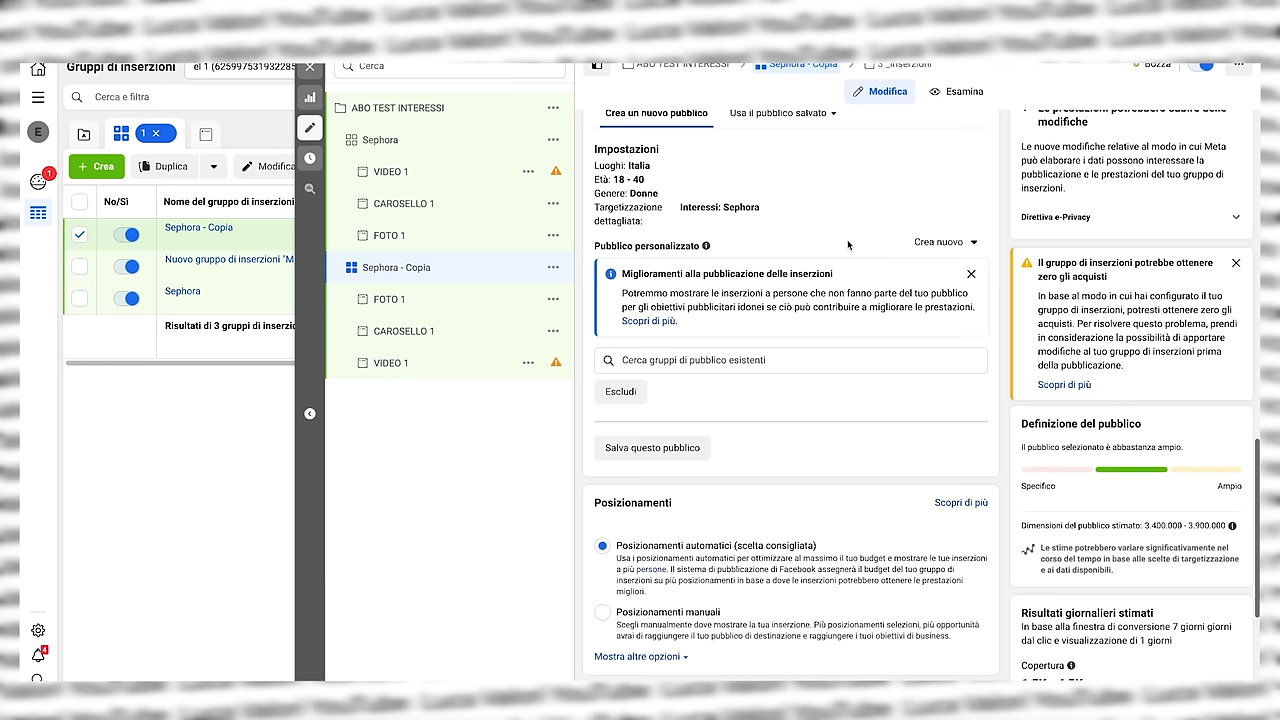 Gruppi di inserzioni
el 1 (62599753193228
Cerca e filtra
E
1
1
Crea
Duplica
Modifica
No/Sì
Nome del gruppo di inserzioni
Sephora - Copia
Nuovo gruppo di inserzioni "M
Sephora
Risultati di 3 gruppi di inserzio
4
Cerca
ABO TEST INTERESSI
Sephora
VIDEO 1
CAROSELLO 1
FOTO 1
Sephora - Copia
FOTO 1
CAROSELLO 1
VIDEO 1
ABO TEST INTERESSI
Sephora - Copia
3 _Inserzioni
Bozza
Modifica
Esamina
Crea un nuovo pubblico
Usa il pubblico salvato
Impostazioni
Luoghi: Italia
Età: 18 - 40
Genere: Donne
Targetizzazione dettagliata: Interessi: Sephora
Pubblico personalizzato
Crea nuovo
Miglioramenti alla pubblicazione delle inserzioni
Potremmo mostrare le inserzioni a persone che non fanno parte del tuo pubblico
per gli obiettivi pubblicitari idonei se ciò può contribuire a migliorare le prestazioni.
Scopri di più.
Cerca gruppi di pubblico esistenti
Escludi
Salva questo pubblico
Posizionamenti
Scopri di più
Posizionamenti automatici (scelta consigliata)
Usa i posizionamenti automatici per ottimizzare al massimo il tuo budget e mostrare le tue inserzioni
a più persone. Il sistema di pubblicazione di Facebook assegnerà il budget del tuo gruppo di
inserzioni su più posizionamenti in base a dove le inserzioni potrebbero ottenere le prestazioni
migliori.
Posizionamenti manuali
Scegli manualmente dove mostrare la tua inserzione. Più posizionamenti selezioni, più opportunità
avrai di raggiungere il tuo pubblico di destinazione e raggiungere i tuoi obiettivi di business.
Mostra altre opzioni
Le prestazioni potrebbero subire delle
modifiche
Le nuove modifiche relative al modo in cui Meta
può elaborare i dati possono interessare la
pubblicazione e le prestazioni del tuo gruppo di
inserzioni.
Direttiva e-Privacy
Il gruppo di inserzioni potrebbe ottenere
zero gli acquisti
In base al modo in cui hai configurato il tuo
gruppo di inserzioni, potresti ottenere zero gli
acquisti. Per risolvere questo problema, prendi
in considerazione la possibilità di apportare
modifiche al tuo gruppo di inserzioni prima
della pubblicazione.
Scopri di più
Definizione del pubblico
Il pubblico selezionato è abbastanza ampio.
Specifico
Ampio
Dimensioni del pubblico stimato: 3.400.000 - 3.900.000
Le stime potrebbero variare significativamente nel
corso del tempo in base alle scelte di targetizzazione
e ai dati disponibili.
Risultati giornalieri stimati
In base alla finestra di conversione 7 giorni giorni
dal clic e visualizzazione di 1 giorni
Copertura